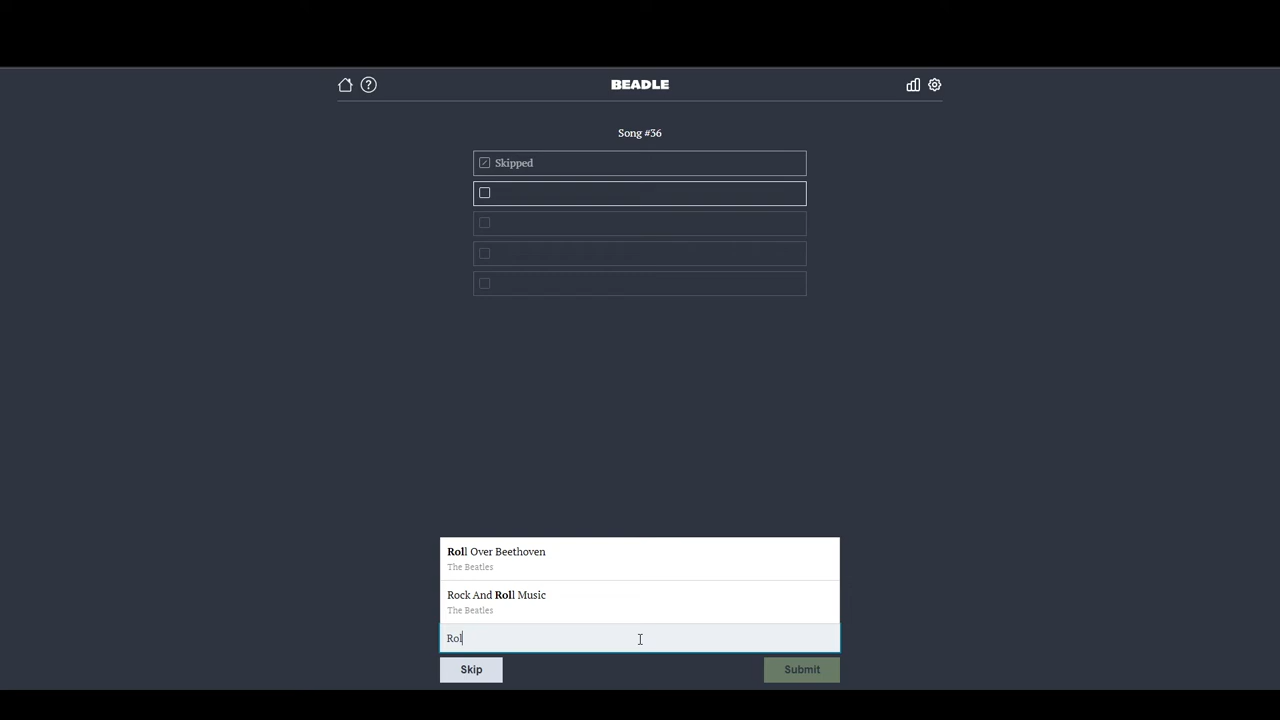 BEADLE
Song #36
Skipped
Roll Over Beethoven
The Beatles
Rock And Roll Music
The Beatles
Rol
Skip
Submit